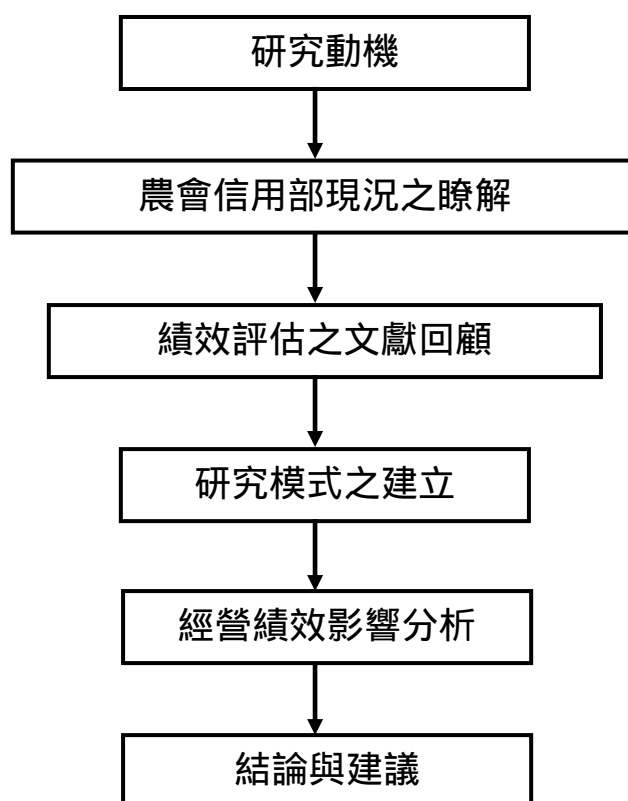 研究動機
農會信用部現況之瞭解
績效評估之文獻回顧
研究模式之建立
經營績效影響分析
結論與建議